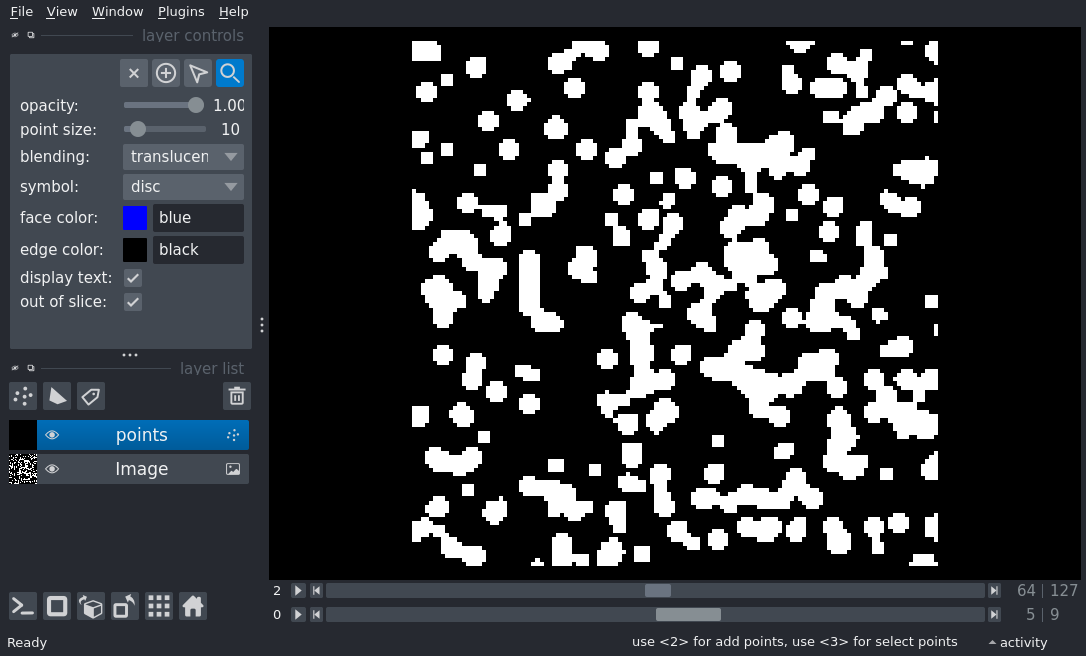 File View Window Plugins Help
layer controls
opacity: 1.00
point size: 10
blending: translucen
symbol: disc
face color: blue
edge color: black
display text:
out of slice:
layer list
points
Image
2 64 127
0 5 9
Ready use <2> for add points, use <3> for select points activity